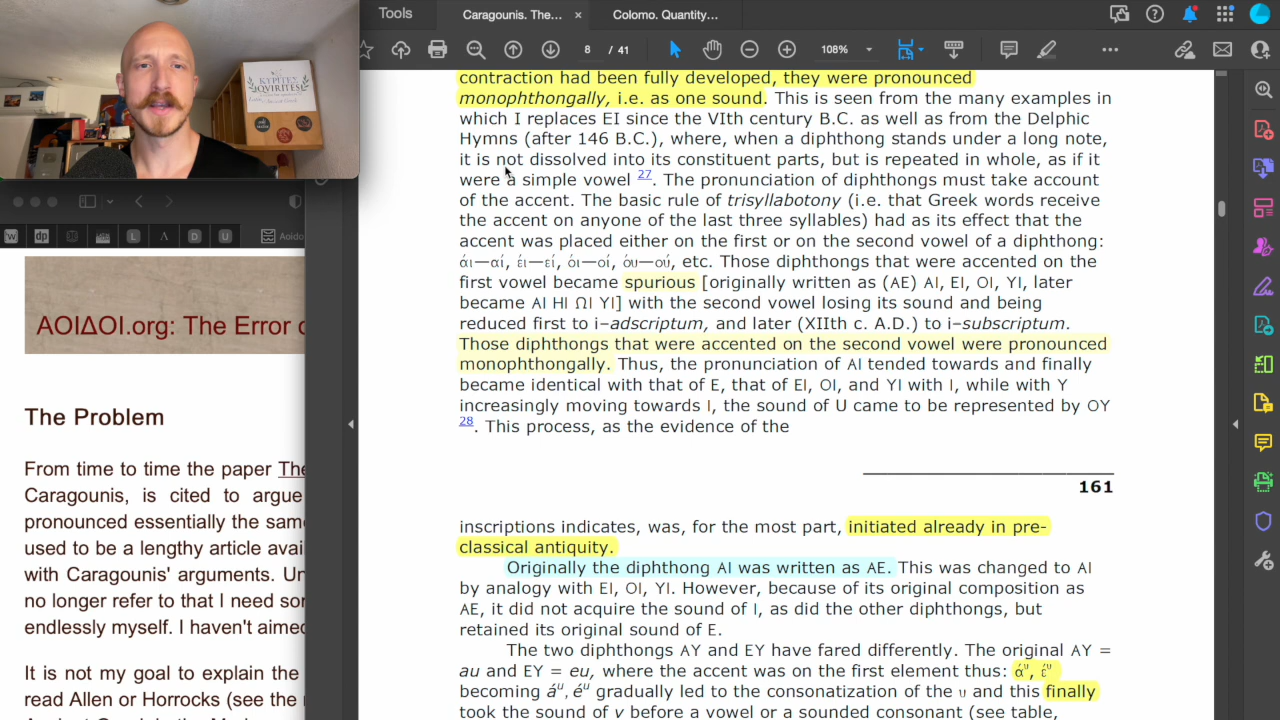 Tools
Caragounis. The...
×
Colomo. Quantity...
8 / 41
108%
ΚΥΡΙΤΕΣ
w
dp
L
Λ
D
U
Aoido
AOIΔOI.org: The Error o
The Problem
From time to time the paper The
Caragounis, is cited to argue
pronounced essentially the same
used to be a lengthy article avai
with Caragounis' arguments. Un
no longer refer to that I need som
endlessly myself. I haven't aimed
It is not my goal to explain the
read Allen or Horrocks (see the r
contraction had been fully developed, they were pronounced
monophthongally, i.e. as one sound. This is seen from the many examples in
which I replaces EI since the VIth century B.C. as well as from the Delphic
Hymns (after 146 B.C.), where, when a diphthong stands under a long note,
it is not dissolved into its constituent parts, but is repeated in whole, as if it
were a simple vowel 27. The pronunciation of diphthongs must take account
of the accent. The basic rule of trisyllabotony (i.e. that Greek words receive
the accent on anyone of the last three syllables) had as its effect that the
accent was placed either on the first or on the second vowel of a diphthong:
άι—αί, έι—εί, όι—οί, όυ—ού, etc. Those diphthongs that were accented on the
first vowel became spurious [originally written as (AE) AI, EI, OI, YI, later
became AI HI ΩI YI] with the second vowel losing its sound and being
reduced first to i–adscriptum, and later (XIIth c. A.D.) to i–subscriptum.
Those diphthongs that were accented on the second vowel were pronounced
monophthongally. Thus, the pronunciation of AI tended towards and finally
became identical with that of E, that of EI, OI, and YI with I, while with Y
increasingly moving towards I, the sound of U came to be represented by OY
28. This process, as the evidence of the
161
inscriptions indicates, was, for the most part, initiated already in pre-
classical antiquity.
Originally the diphthong AI was written as AE. This was changed to AI
by analogy with EI, OI, YI. However, because of its original composition as
AE, it did not acquire the sound of I, as did the other diphthongs, but
retained its original sound of E.
The two diphthongs AY and EY have fared differently. The original AY =
au and EY = eu, where the accent was on the first element thus: άυ, έυ
becoming áu, éu gradually led to the consonatization of the υ and this finally
took the sound of v before a vowel or a sounded consonant (see table,